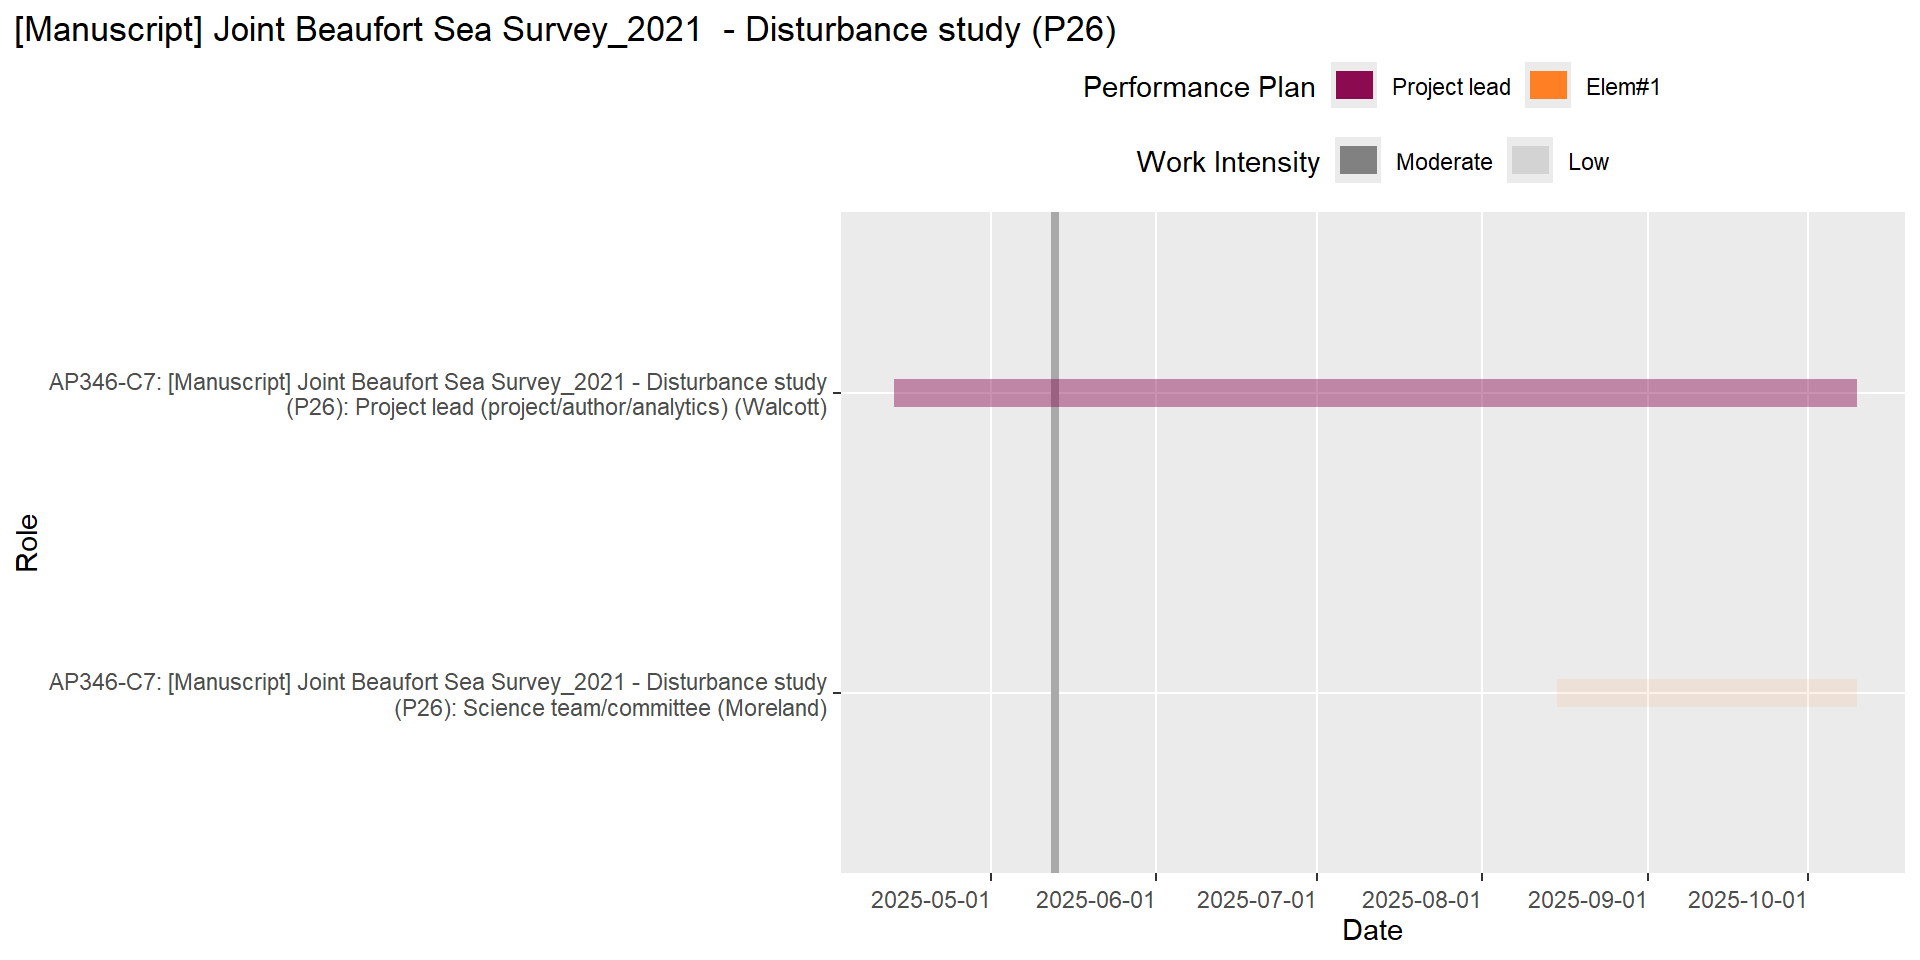 [Manuscript] Joint Beaufort Sea Survey_2021  - Disturbance study (P26)
Performance Plan Project lead Elem#1
Work Intensity Moderate Low
AP346-C7: [Manuscript] Joint Beaufort Sea Survey_2021 - Disturbance study
(P26): Project lead (project/author/analytics) (Walcott)
Role
AP346-C7: [Manuscript] Joint Beaufort Sea Survey_2021 - Disturbance study
(P26): Science team/committee (Moreland)
2025-05-01 2025-06-01 2025-07-01 2025-08-01 2025-09-01 2025-10-01
Date